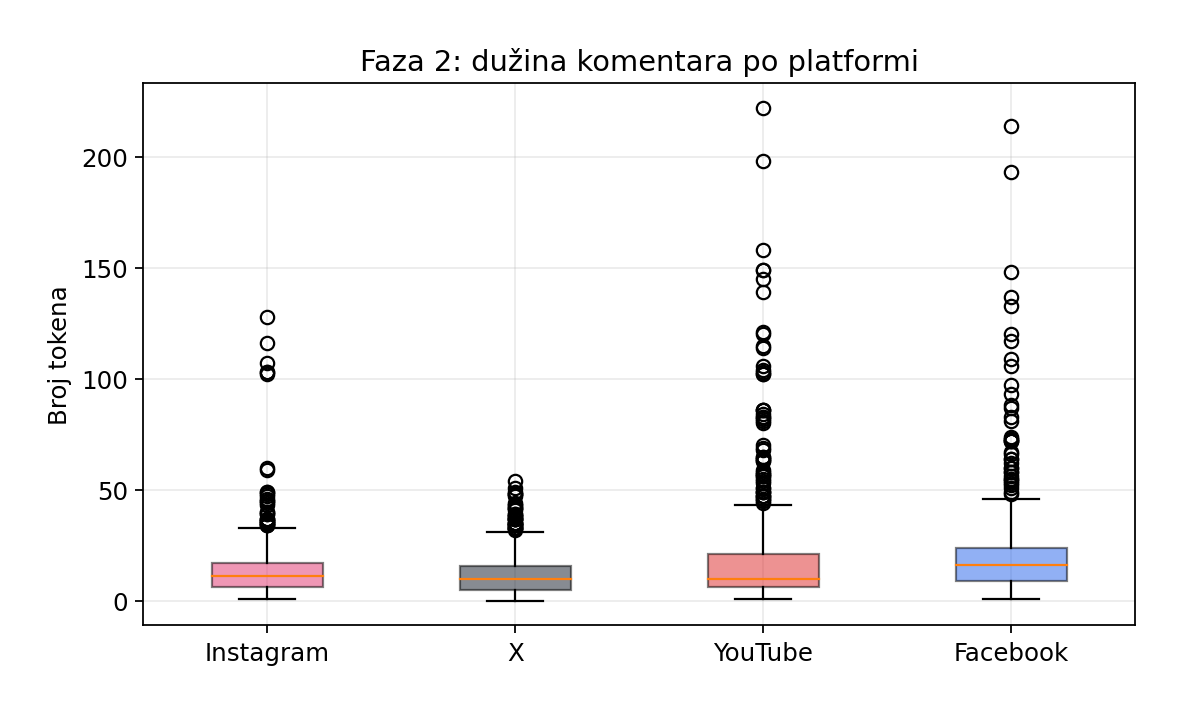 Faza 2: dužina komentara po platformi
Broj tokena
200
150
100
50
0
Instagram
X
YouTube
Facebook